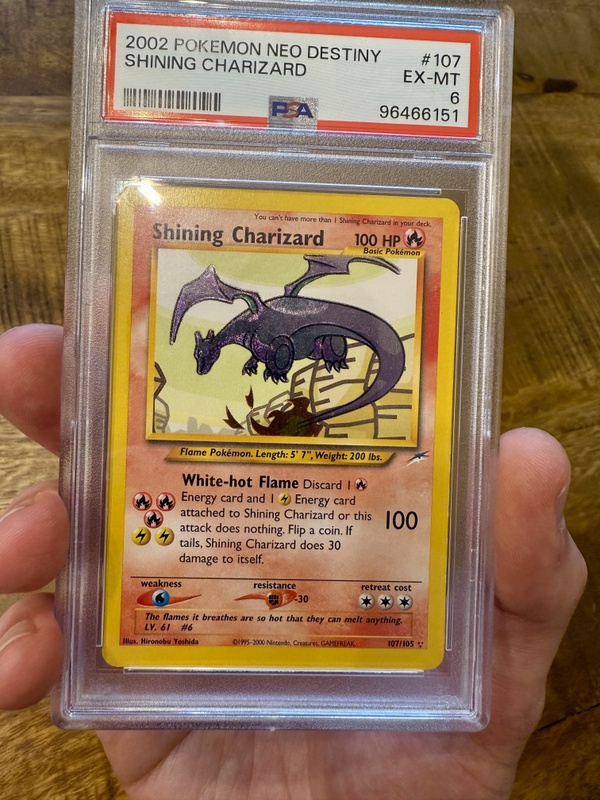 2002 POKEMON NEO DESTINY #107
SHINING CHARIZARD EX-MT
6
PSA 96466151
You can't have more than 1 Shining Charizard in your deck.
Shining Charizard 100 HP
Basic Pokémon
Flame Pokémon. Length: 5' 7", Weight: 200 lbs.
White-hot Flame Discard 1
Energy card and 1 Energy card
attached to Shining Charizard or this
attack does nothing. Flip a coin. If
tails, Shining Charizard does 30
damage to itself.
100
weakness resistance retreat cost
-30
The flames it breathes are so hot that they can melt anything.
LV. 61 #6
Illus. Hironobu Yoshida ©1995-2000 Nintendo, Creatures, GAMEFREAK. 107/105